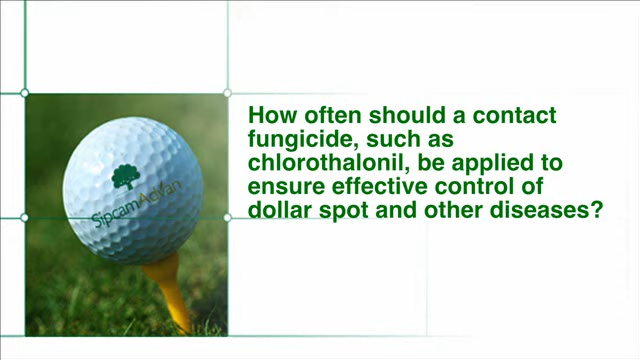 How often should a contact
fungicide, such as
chlorothalonil, be applied to
ensure effective control of
dollar spot and other diseases?
SipcamAdvan